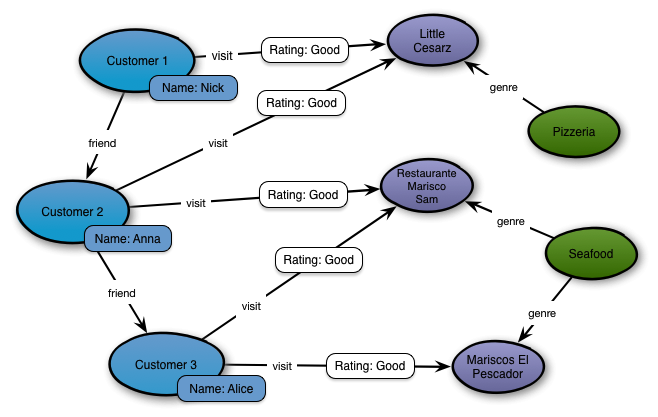 Customer 1
Name: Nick
visit
Rating: Good
Little
Cesarz
genre
Pizzeria
visit
Rating: Good
friend
Customer 2
Name: Anna
visit
Rating: Good
Restaurante
Marisco
Sam
genre
Seafood
visit
Rating: Good
friend
genre
Customer 3
Name: Alice
visit
Rating: Good
Mariscos El
Pescador